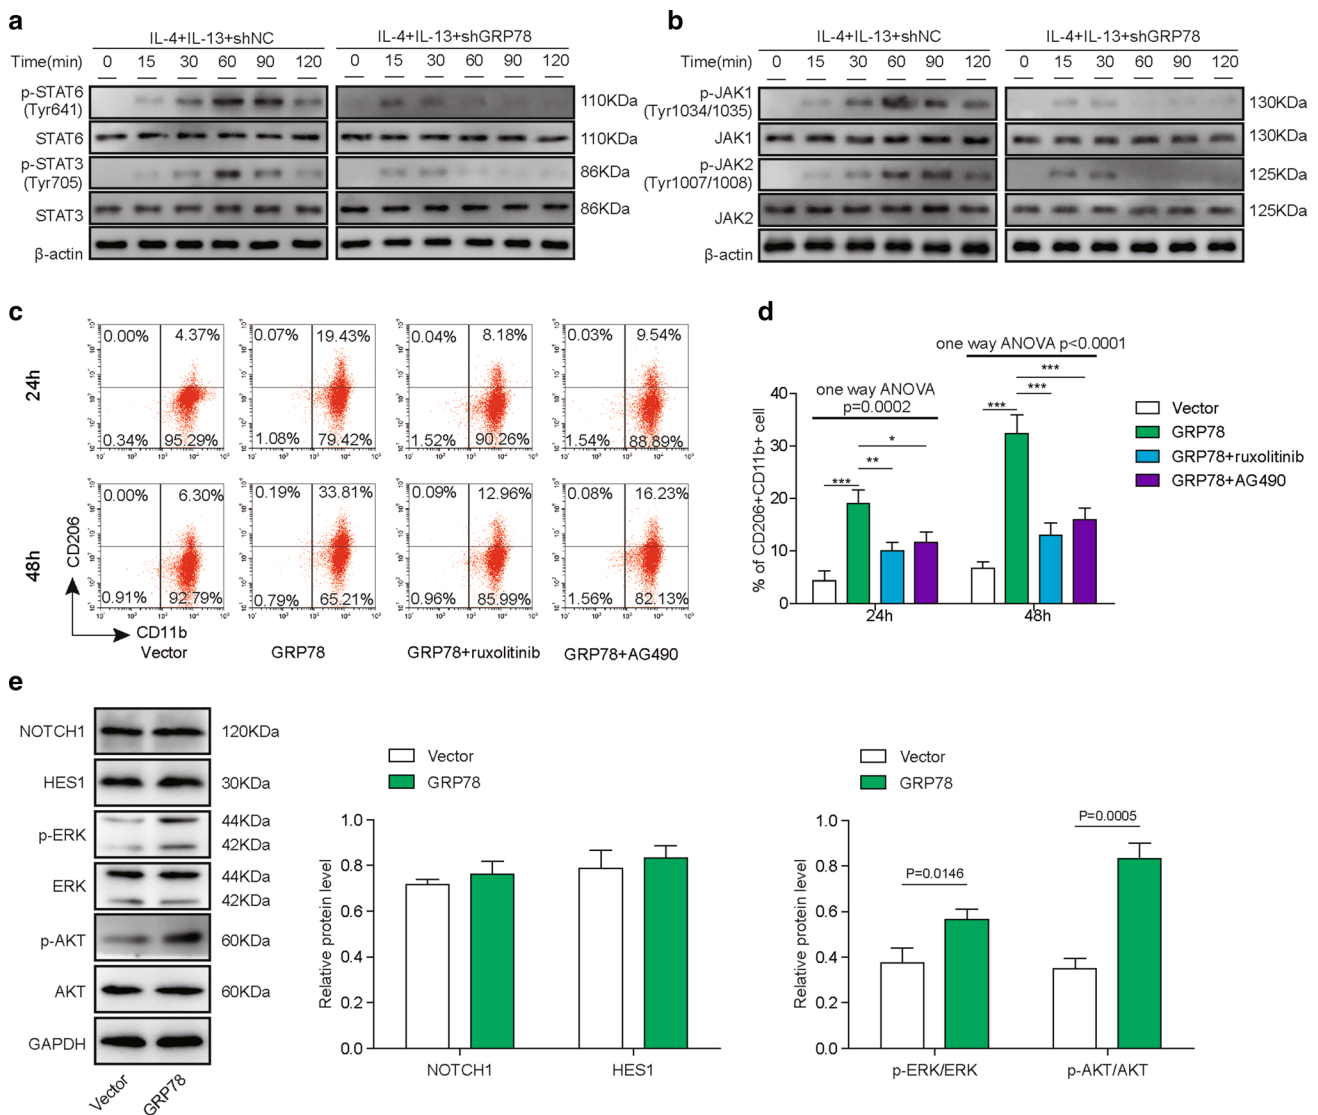 a
IL-4+IL-13+shNC
IL-4+IL-13+shGRP78
Time(min) 0 15 30 60 90 120 0 15 30 60 90 120
p-STAT6
(Tyr641)
110KDa
STAT6
110KDa
p-STAT3
(Tyr705)
86KDa
STAT3
86KDa
β-actin
b
IL-4+IL-13+shNC
IL-4+IL-13+shGRP78
Time(min) 0 15 30 60 90 120 0 15 30 60 90 120
p-JAK1
(Tyr1034/1035)
130KDa
JAK1
130KDa
p-JAK2
(Tyr1007/1008)
125KDa
JAK2
125KDa
β-actin
c
24h
0.00% 4.37% 0.07% 19.43% 0.04% 8.18% 0.03% 9.54%
0.34% 95.29% 1.08% 79.42% 1.52% 90.26% 1.54% 88.89%
48h
0.00% 6.30% 0.19% 33.81% 0.09% 12.96% 0.08% 16.23%
0.91% 92.79% 0.79% 65.21% 0.96% 85.99% 1.56% 82.13%
CD206
CD11b
Vector
GRP78
GRP78+ruxolitinib
GRP78+AG490
d
one way ANOVA p<0.0001
one way ANOVA
p=0.0002
***
**
*
***
***
***
% of CD206+CD11b+ cell
40
30
20
10
0
24h
48h
Vector
GRP78
GRP78+ruxolitinib
GRP78+AG490
e
NOTCH1
120KDa
HES1
30KDa
p-ERK
44KDa
42KDa
ERK
44KDa
42KDa
p-AKT
60KDa
AKT
60KDa
GAPDH
Vector
GRP78
Vector
GRP78
Relative protein level
1.0
0.8
0.6
0.4
0.2
0.0
NOTCH1
HES1
Vector
GRP78
Relative protein level
1.0
0.8
0.6
0.4
0.2
0.0
P=0.0146
P=0.0005
p-ERK/ERK
p-AKT/AKT